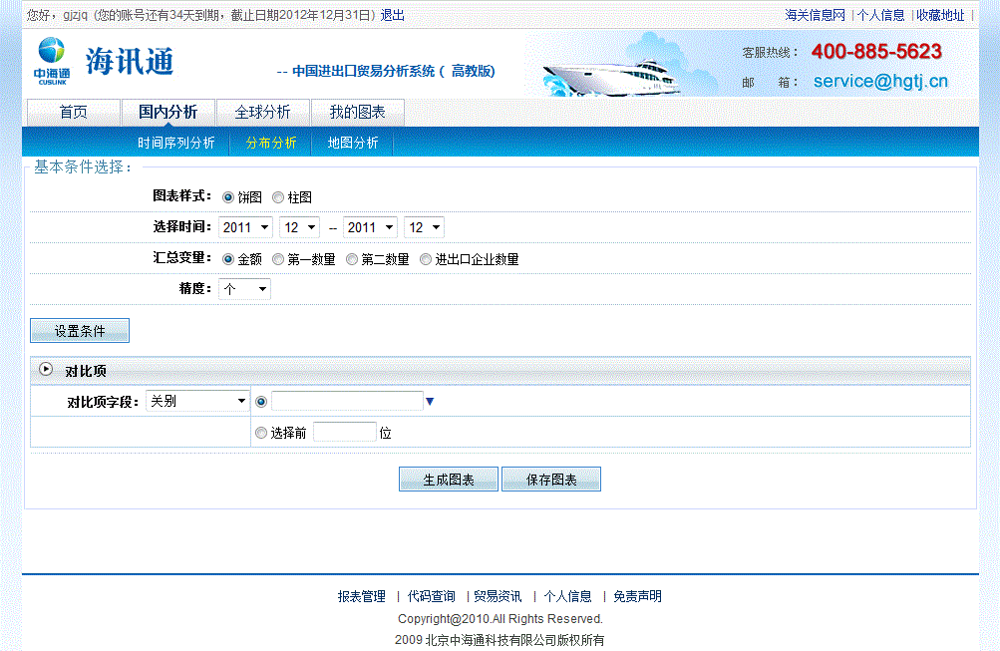 您好，gjzjq (您的账号还有34天到期，截止日期2012年12月31日) 退出 海关信息网 | 个人信息 | 收藏地址 |
中海通 CUSLINK 海讯通 -- 中国进出口贸易分析系统 ( 高教版)
客服热线： 400-885-5623
邮 箱： service@hgtj.cn
首页 国内分析 全球分析 我的图表
时间序列分析 分布分析 地图分析
基本条件选择：
图表样式： 饼图 柱图
选择时间： 2011 12 -- 2011 12
汇总变量： 金额 第一数量 第二数量 进出口企业数量
精度： 个
设置条件
对比项
对比项字段： 关别
选择前 位
生成图表 保存图表
报表管理 | 代码查询 | 贸易资讯 | 个人信息 | 免责声明
Copyright@2010.All Rights Reserved.
2009 北京中海通科技有限公司版权所有